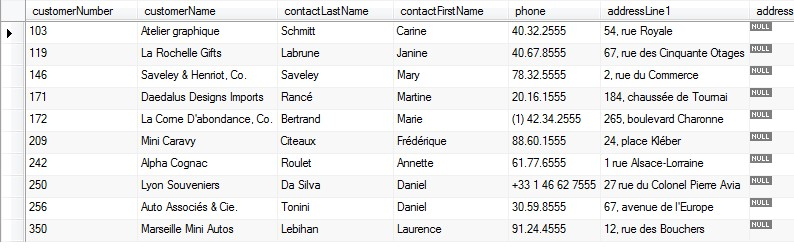 customerNumber customerName contactLastName contactFirstName phone addressLine1 address
103 Atelier graphique Schmitt Carine 40.32.2555 54, rue Royale NULL
119 La Rochelle Gifts Labrune Janine 40.67.8555 67, rue des Cinquante Otages NULL
146 Saveley & Henriot, Co. Saveley Mary 78.32.5555 2, rue du Commerce NULL
171 Daedalus Designs Imports Rancé Martine 20.16.1555 184, chaussée de Tournai NULL
172 La Corne D'abondance, Co. Bertrand Marie (1) 42.34.2555 265, boulevard Charonne NULL
209 Mini Caravy Citeaux Frédérique 88.60.1555 24, place Kléber NULL
242 Alpha Cognac Roulet Annette 61.77.6555 1 rue Alsace-Lorraine NULL
250 Lyon Souveniers Da Silva Daniel +33 1 46 62 7555 27 rue du Colonel Pierre Avia NULL
256 Auto Associés & Cie. Tonini Daniel 30.59.8555 67, avenue de l'Europe NULL
350 Marseille Mini Autos Lebihan Laurence 91.24.4555 12, rue des Bouchers NULL